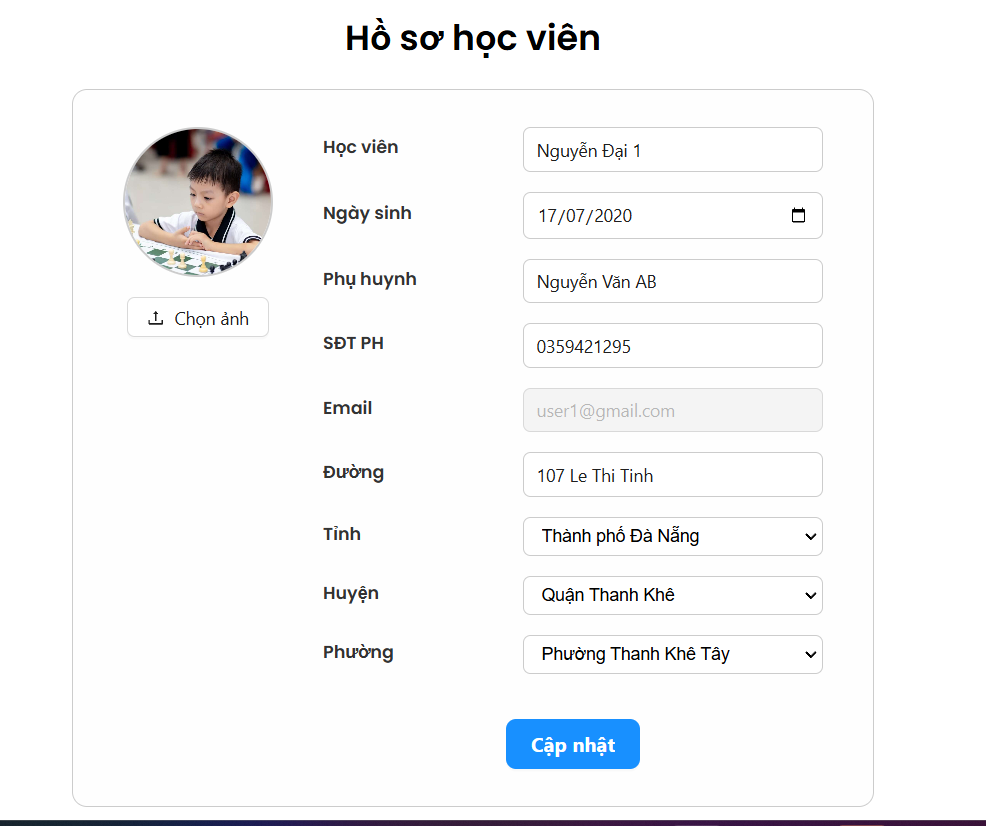 Hồ sơ học viên
Học viên
Nguyễn Đại 1
Ngày sinh
17/07/2020
Phụ huynh
Nguyễn Văn AB
SĐT PH
0359421295
Chọn ảnh
Email
user1@gmail.com
Đường
107 Le Thi Tinh
Tỉnh
Thành phố Đà Nẵng
Huyện
Quận Thanh Khê
Phường
Phường Thanh Khê Tây
Cập nhật